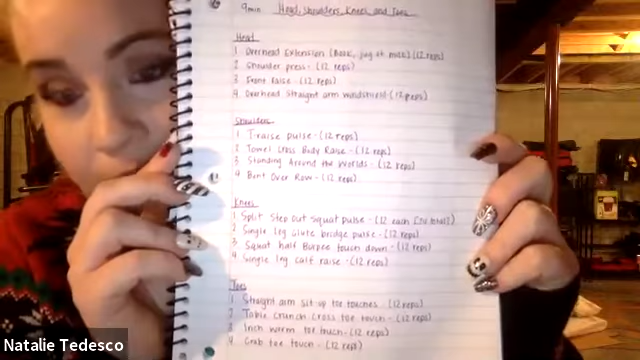 9min Head, Shoulders, Knees and Toes
Head
1 Overhead Extension (Book, jug of milk) (12 reps)
2 Shoulder press - (12 reps)
3 Front Raise - (12 reps)
4 Overhead Straight arm windshield - (12 reps)
Shoulders
1 T raise pulse - (12 reps)
2 Towel Cross Body Raise - (12 reps)
3 Standing Around the Worlds - (12 reps)
4 Bent Over Row - (12 reps)
Knees
1 Split Step out Squat pulse - (12 each
2 Single leg Glute bridge pulse - (12 reps)
3 Squat half Burpee touch down - (12 reps)
4 Single leg calf raise - (12 reps)
Toes
1 Straight arm sit up toe touches (12 reps)
2 Table Crunch Cross toe touch - (12 reps)
3 Inch worm toe touch - (12 reps)
4 Crab toe touch - (12 reps)
Natalie Tedesco